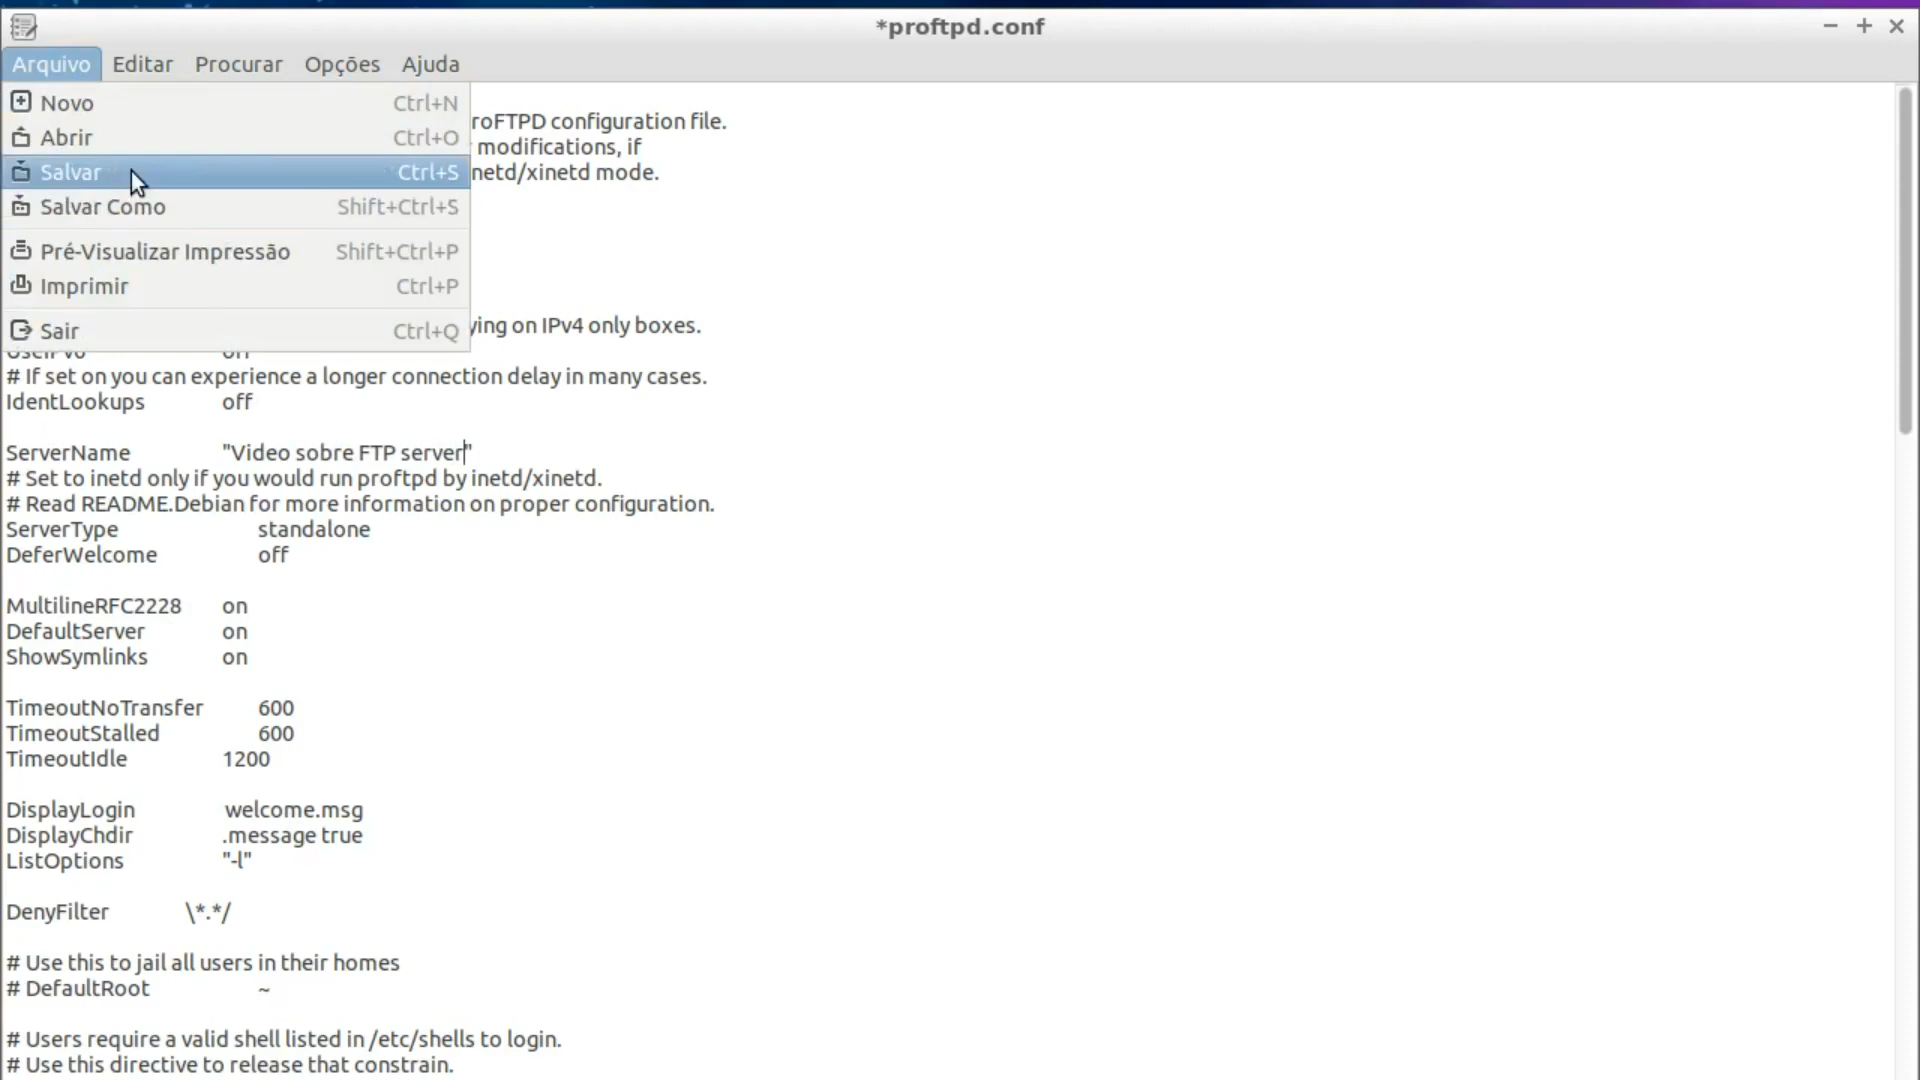 *proftpd.conf
Arquivo Editar Procurar Opções Ajuda
Novo Ctrl+N
Abrir Ctrl+O
Salvar Ctrl+S
Salvar Como Shift+Ctrl+S
Pré-Visualizar Impressão Shift+Ctrl+P
Imprimir Ctrl+P
Sair Ctrl+Q
roFTPD configuration file.
modifications, if
netd/xinetd mode.
ying on IPv4 only boxes.
off
# If set on you can experience a longer connection delay in many cases.
IdentLookups off
ServerName "Video sobre FTP server"
# Set to inetd only if you would run proftpd by inetd/xinetd.
# Read README.Debian for more information on proper configuration.
ServerType standalone
DeferWelcome off
MultilineRFC2228 on
DefaultServer on
ShowSymlinks on
TimeoutNoTransfer 600
TimeoutStalled 600
TimeoutIdle 1200
DisplayLogin welcome.msg
DisplayChdir .message true
ListOptions "-l"
DenyFilter \*.*/
# Use this to jail all users in their homes
# DefaultRoot ~
# Users require a valid shell listed in /etc/shells to login.
# Use this directive to release that constrain.